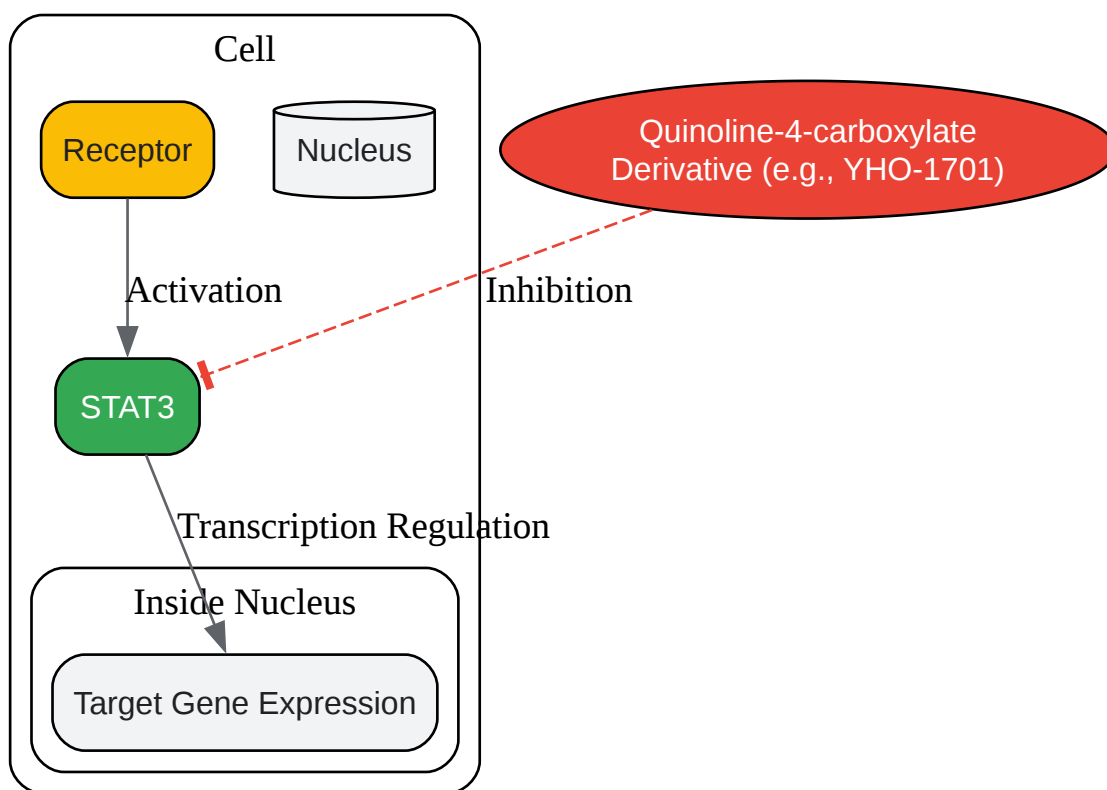 Cell
Receptor
Nucleus
Quinoline-4-carboxylate
Derivative (e.g., YHO-1701)
Activation
Inhibition
STAT3
Transcription Regulation
Inside Nucleus
Target Gene Expression